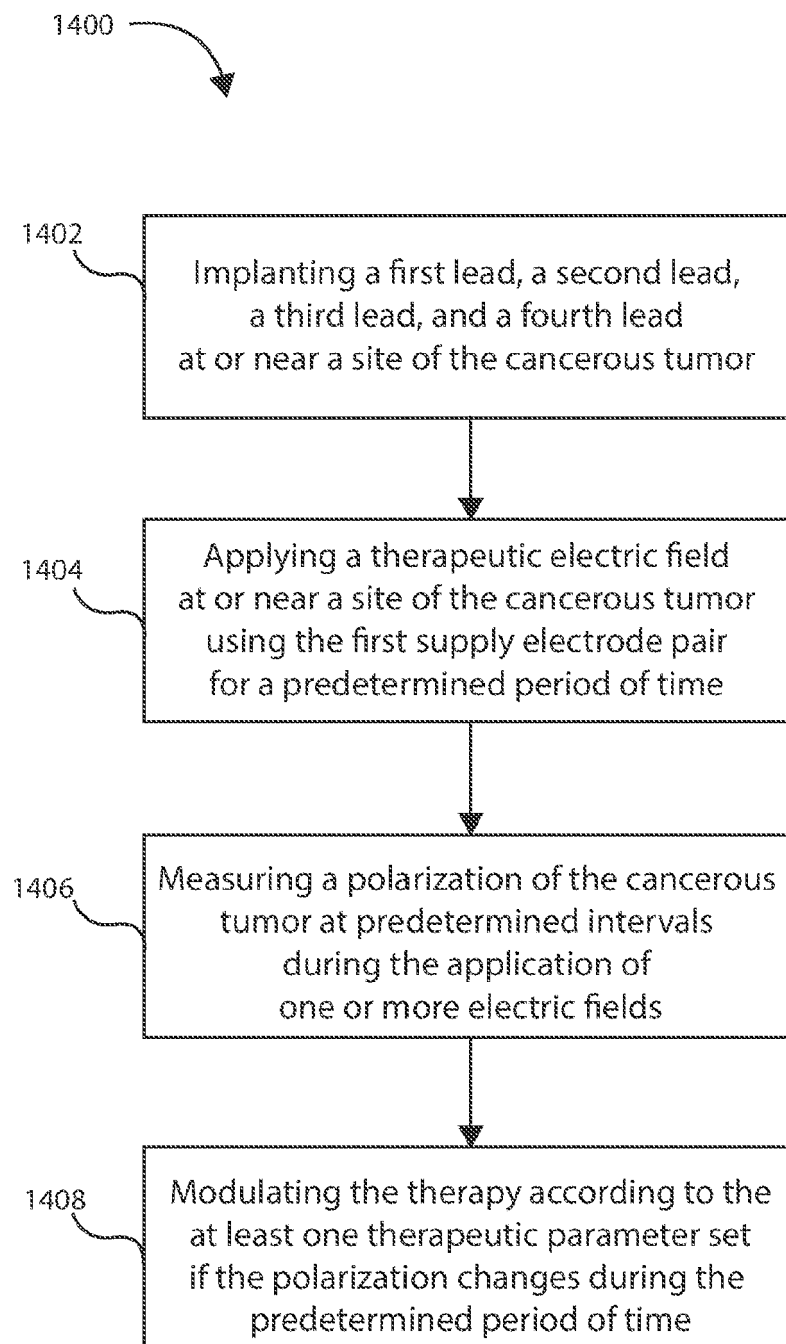 1400
1402
Implanting a first lead, a second lead,
a third lead, and a fourth lead
at or near a site of the cancerous tumor
1404
Applying a therapeutic electric field
at or near a site of the cancerous tumor
using the first supply electrode pair
for a predetermined period of time
1406
Measuring a polarization of the cancerous
tumor at predetermined intervals
during the application of
one or more electric fields
1408
Modulating the therapy according to the
at least one therapeutic parameter set
if the polarization changes during the
predetermined period of time